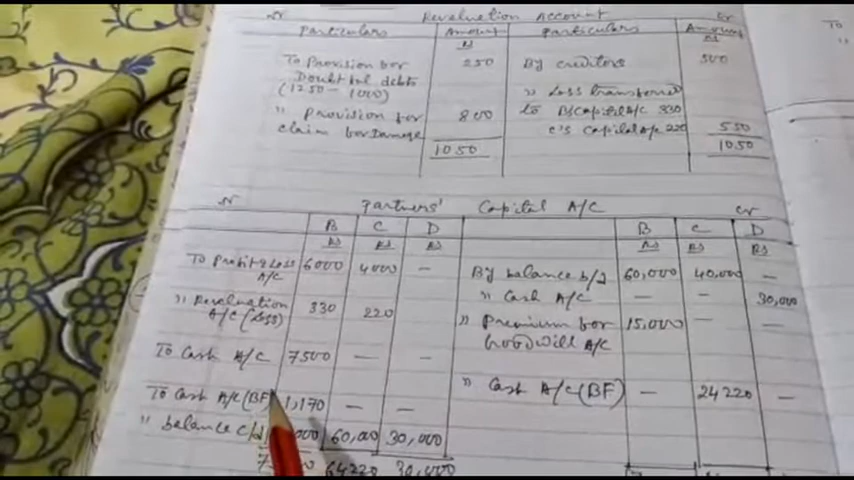 Dr Revaluation Account Cr
Particulars Amount Particulars Amount
Rs Rs
To Provision for 250 By creditors 500
Doubtful debts
(1250 - 1000) " Loss transferred
" Provision for 800 to B's Capital A/C 330
claim for Damage C's Capital A/c 220 550
1050 1050
Dr Partners' Capital A/C Cr
B C D B C D
Rs Rs Rs Rs Rs Rs
To Profit & Loss 6000 4000 — By balance b/d 60,000 40,000 —
A/C " Cash A/C — — 30,000
" Revaluation 330 220
A/C (Loss) " Premium for 15,000 — —
Goodwill A/C
To Cash A/C 7500 — —
To Cash A/C (BF) 1,170 — — " Cash A/C (BF) — 24220 —
" balance c/d 60,000 30,000
64220 30,000
To